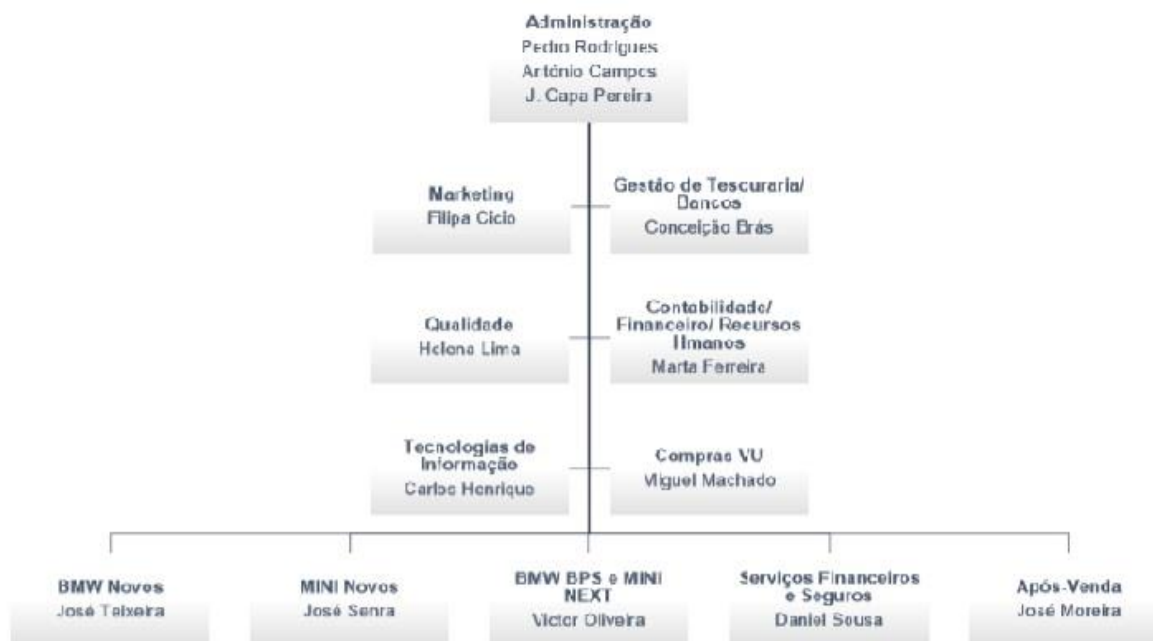 Administração
Pedro Rodrigues
António Campos
J. Capa Pereira
Marketing
Filipa Cicio
Gestão de Tesouraria/
Bancos
Conceição Brás
Qualidade
Helena Lima
Contabilidade/
Financeiro/ Recursos
Humanos
Marta Ferreira
Tecnologias de
Informação
Carlos Henrique
Compras VU
Miguel Machado
BMW Novos
José Teixeira
MINI Novos
José Senra
BMW BPS e MINI
NEXT
Victor Oliveira
Serviços Financeiros
e Seguros
Daniel Sousa
Após-Venda
José Moreira